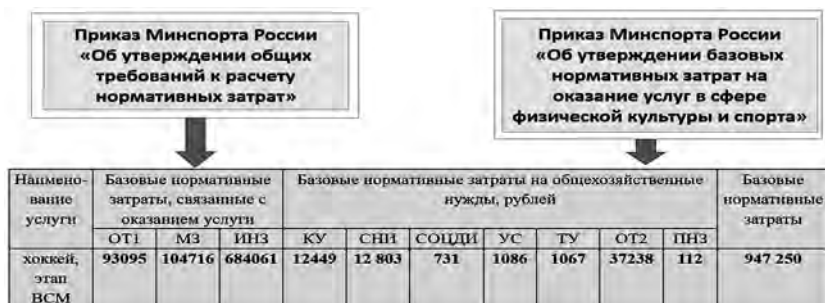 Приказ Минспорта России
«Об утверждении общих
требований к расчету
нормативных затрат»
Приказ Минспорта России
«Об утверждении базовых
нормативных затрат на
оказание услуг в сфере
физической культуры и спорта»
Наимено-
вание
услуги
Базовые нормативные
затраты, связанные с
оказанием услуги
Базовые нормативные затраты на общехозяйственные
нужды, рублей
Базовые
нормативные
затраты
ОТ1 МЗ ИНЗ КУ СНИ СОЦДИ УС ТУ ОТ2 ПНЗ
хоккей,
этап
ВСМ
93095 104716 684061 12449 12 803 731 1086 1067 37238 112 947 250